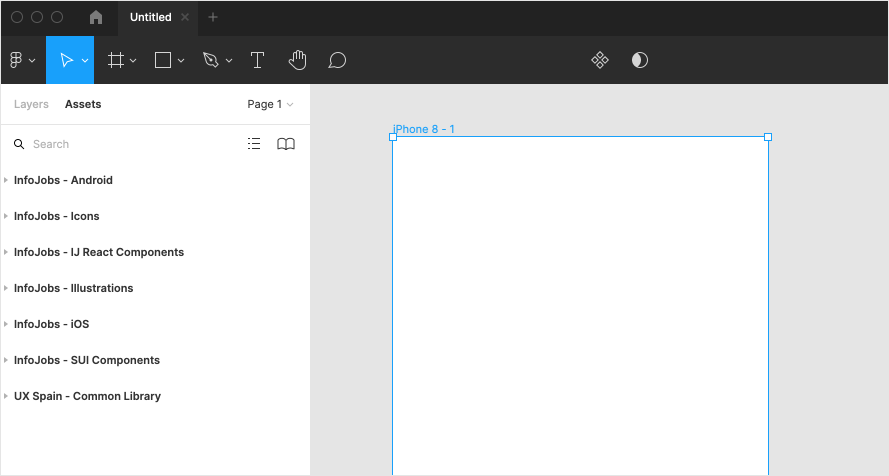 Untitled
Layers Assets Page 1
Search
InfoJobs - Android
InfoJobs - Icons
InfoJobs - IJ React Components
InfoJobs - Illustrations
InfoJobs - iOS
InfoJobs - SUI Components
UX Spain - Common Library
iPhone 8 - 1